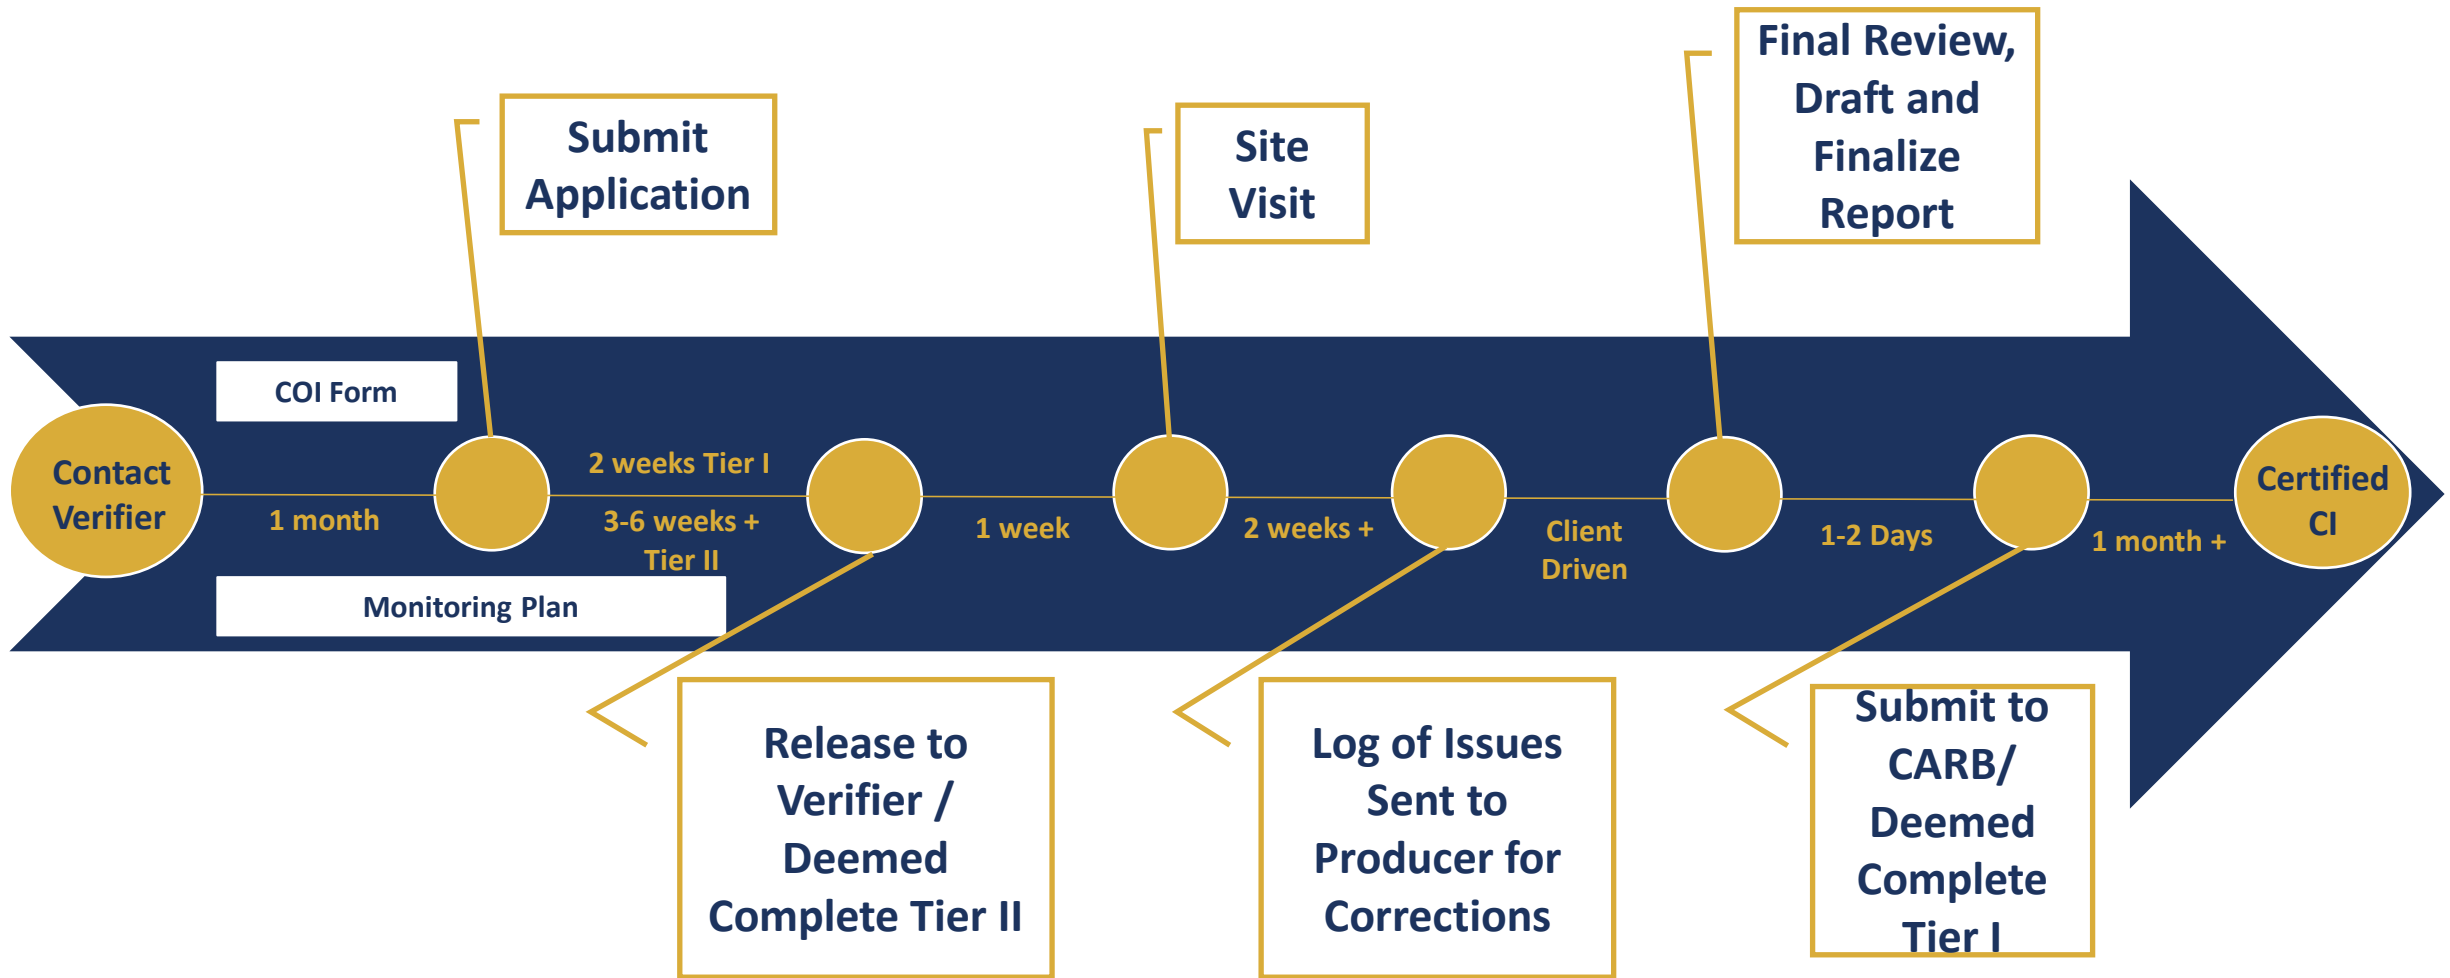 Submit
Application
Site
Visit
Final Review,
Draft and
Finalize
Report
COI Form
Contact
Verifier
1 month
2 weeks Tier I
3-6 weeks +
Tier II
1 week
2 weeks +
Client
Driven
1-2 Days
1 month +
Certified
CI
Monitoring Plan
Release to
Verifier /
Deemed
Complete Tier II
Log of Issues
Sent to
Producer for
Corrections
Submit to
CARB/
Deemed
Complete
Tier I